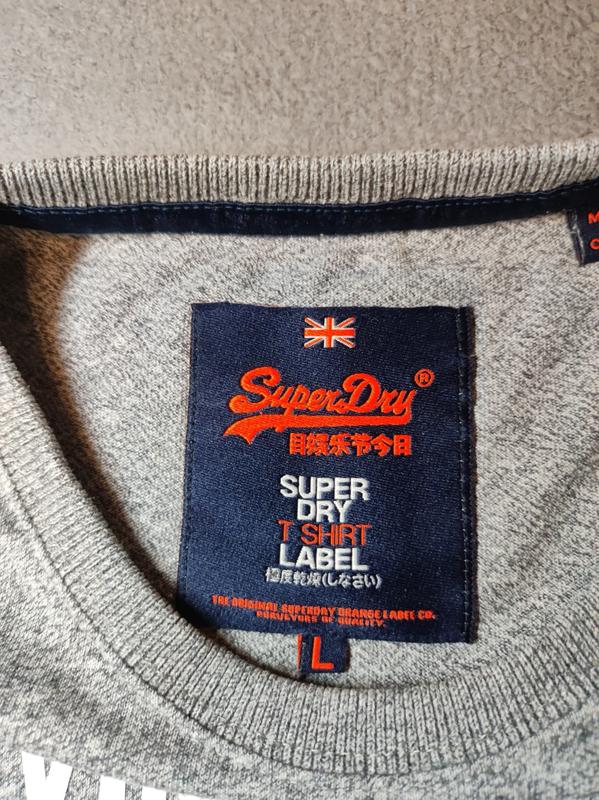 SuperDry®
目娯乐节今日
SUPER
DRY
T SHIRT
LABEL
極度乾燥(しなさい)
THE ORIGINAL SUPERDRY ORANGE LABEL CO.
PURVEYORS OF QUALITY.
L